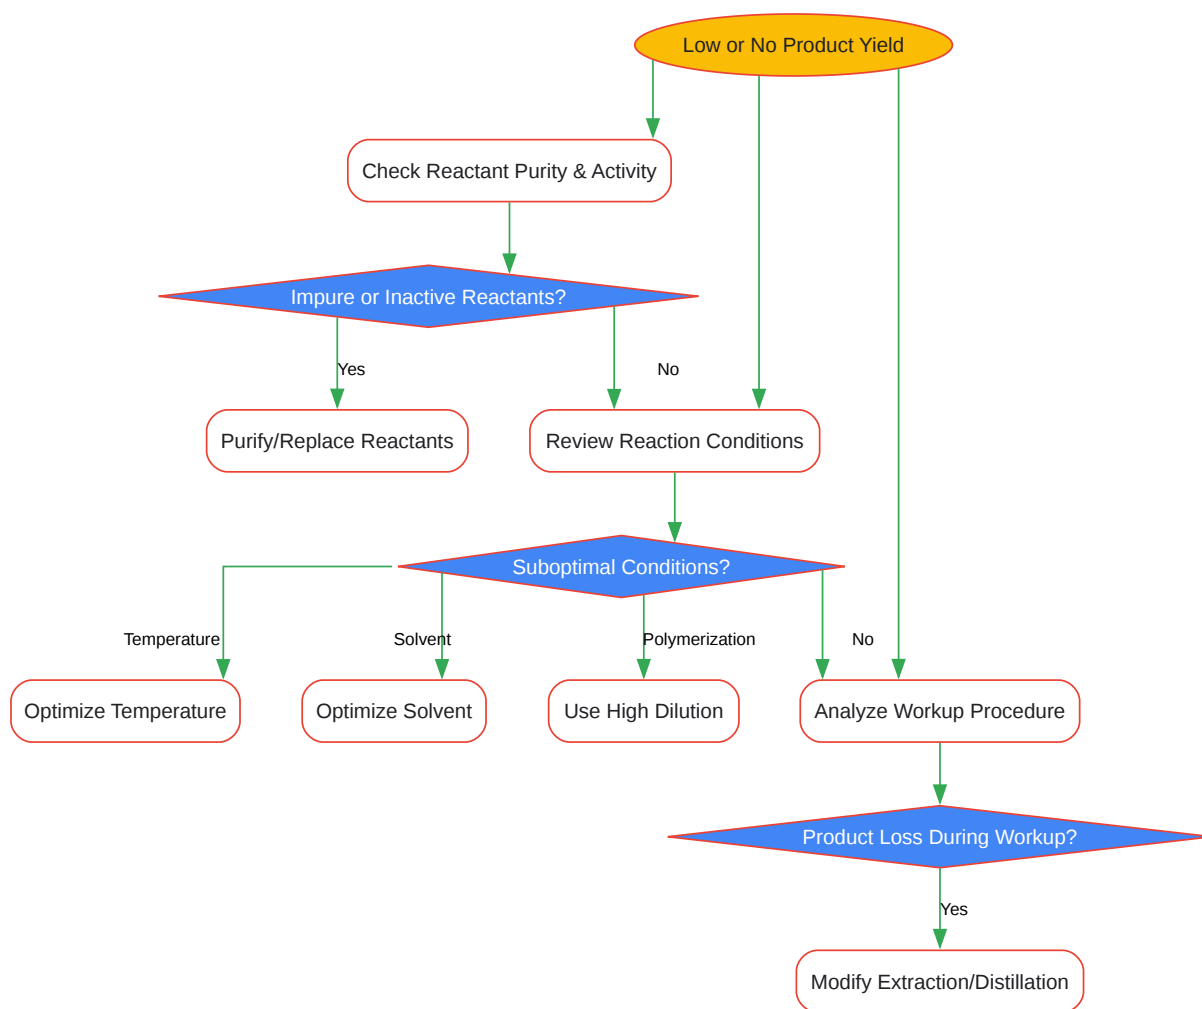 Low or No Product Yield
Check Reactant Purity & Activity
Impure or Inactive Reactants?
Yes
No
Purify/Replace Reactants
Review Reaction Conditions
Suboptimal Conditions?
Temperature
Solvent
Polymerization
No
Optimize Temperature
Optimize Solvent
Use High Dilution
Analyze Workup Procedure
Product Loss During Workup?
Yes
Modify Extraction/Distillation